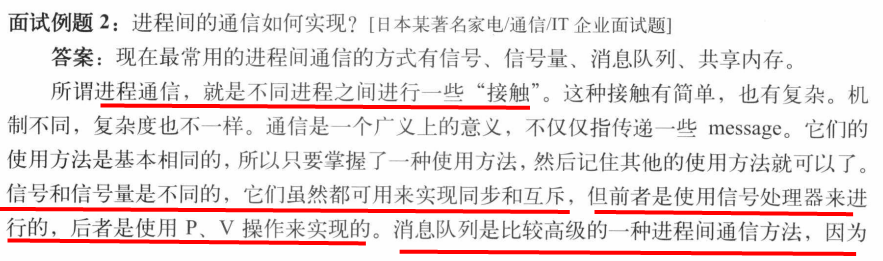 面试例题 2：进程间的通信如何实现？[日本某著名家电/通信/IT 企业面试题]
答案：现在最常用的进程间通信的方式有信号、信号量、消息队列、共享内存。
所谓进程通信，就是不同进程之间进行一些“接触”。这种接触有简单，也有复杂。机
制不同，复杂度也不一样。通信是一个广义上的意义，不仅仅指传递一些 message。它们的
使用方法是基本相同的，所以只要掌握了一种使用方法，然后记住其他的使用方法就可以了。
信号和信号量是不同的，它们虽然都可用来实现同步和互斥，但前者是使用信号处理器来进
行的，后者是使用 P、V 操作来实现的。消息队列是比较高级的一种进程间通信方法，因为